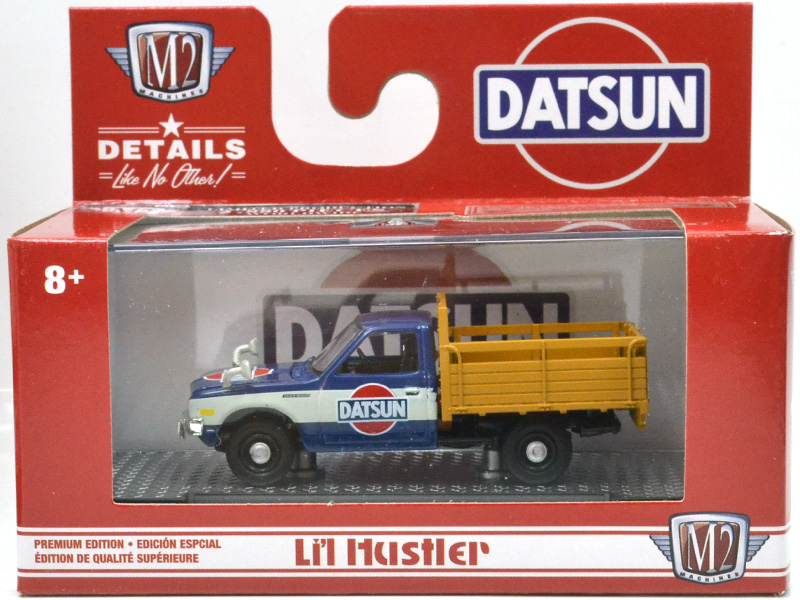 M2
MACHINES
DETAILS
Like No Other!
DATSUN
8+
DATSUN
DATSUN
PREMIUM EDITION • EDICIÓN ESPCIAL
ÉDITION DE QUALITÉ SUPÉRIEURE
Li'l Hustler
M2
MACHINES